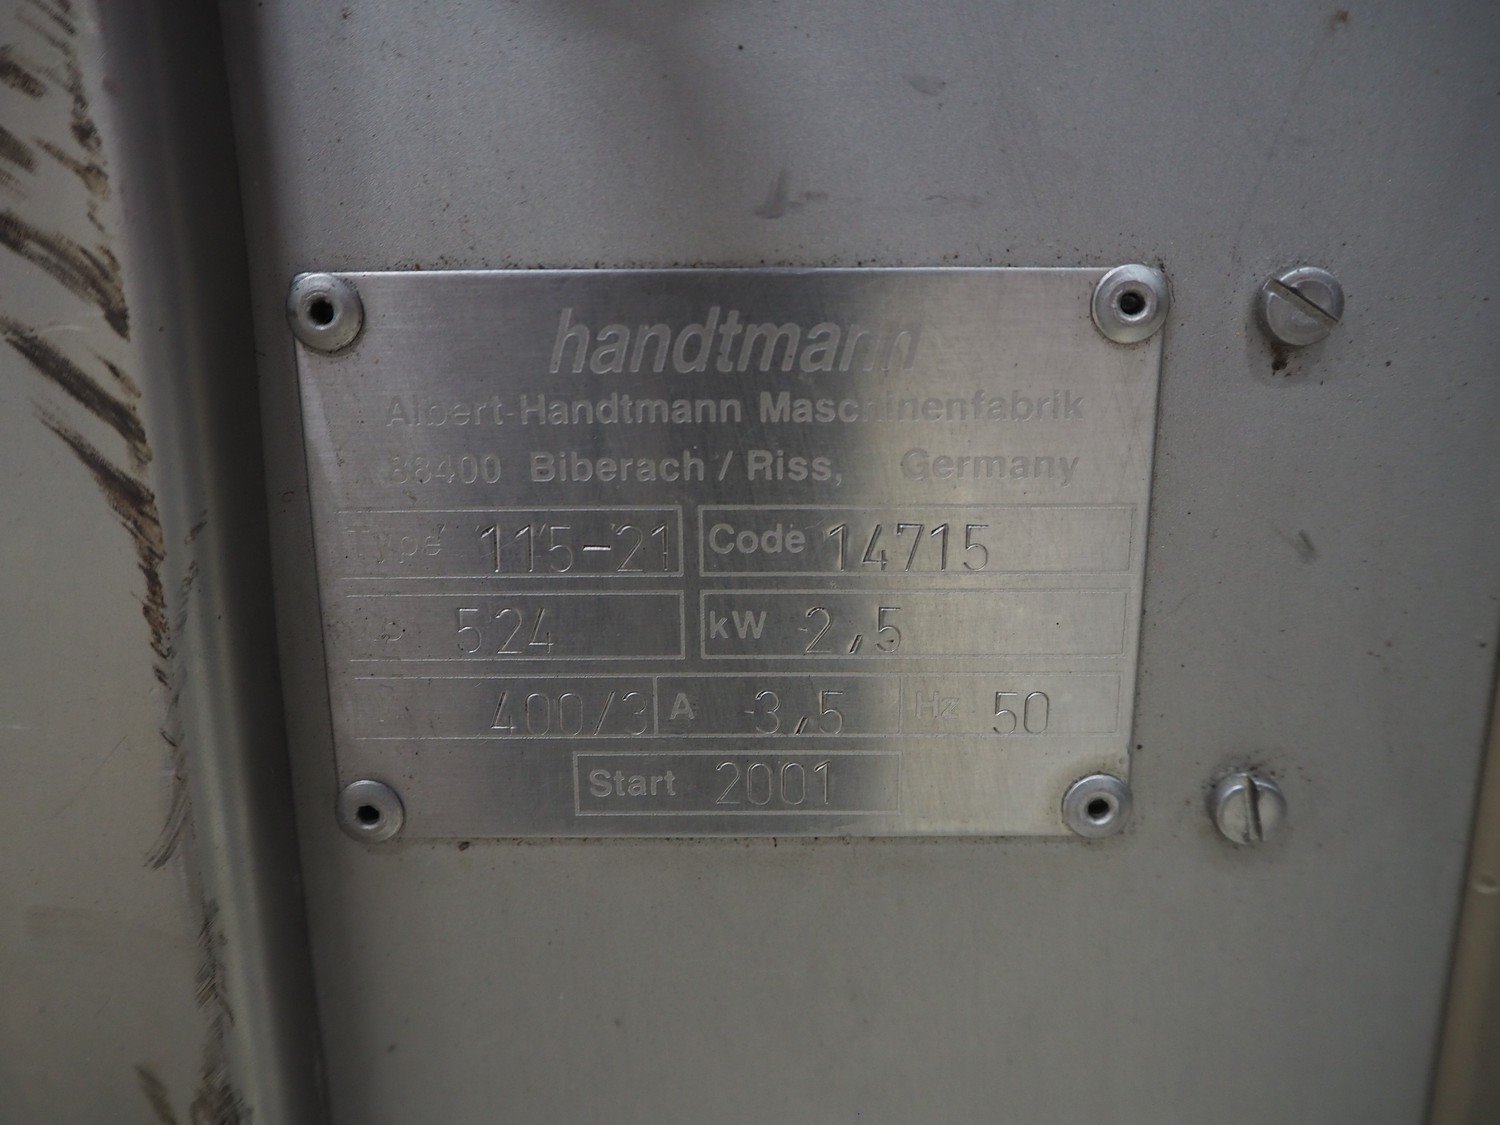 handtmann
Albert-Handtmann Maschinenfabrik
88400 Biberach / Riss, Germany
Type 115-21 Code 14715
524 kW 2,5
400/3 A 3,5 Hz 50
Start 2001